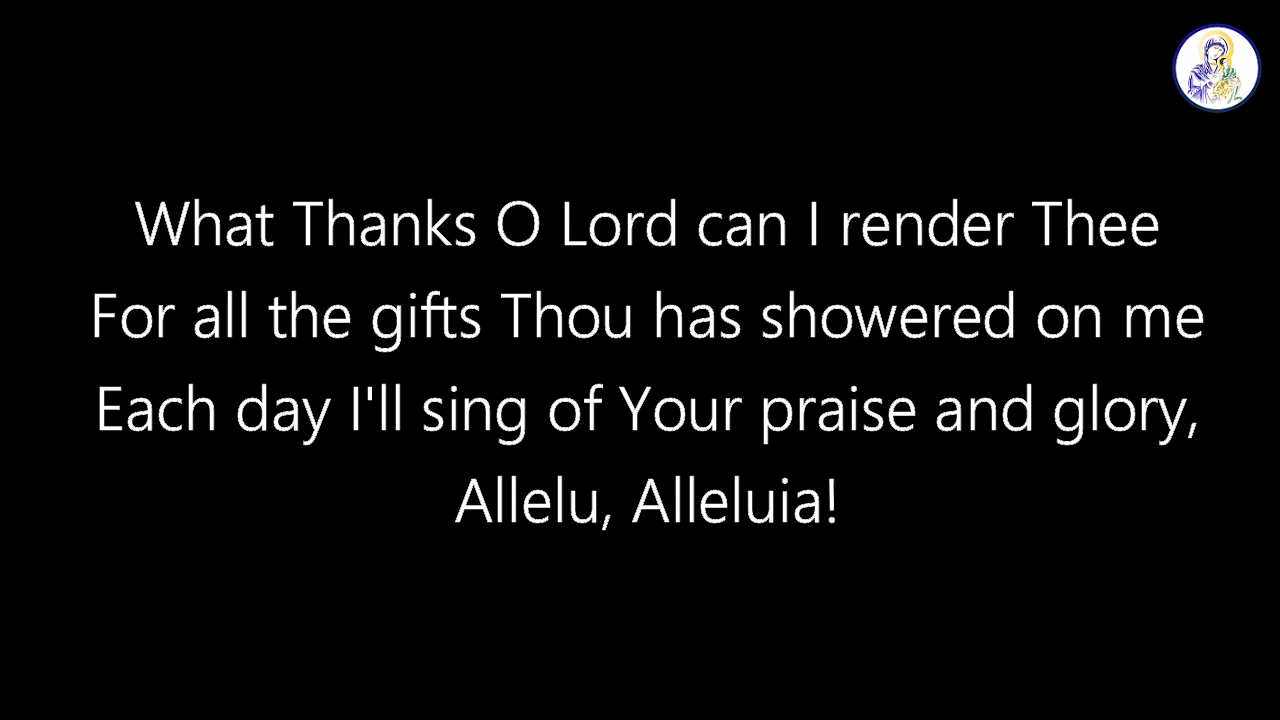 What Thanks O Lord can I render Thee
For all the gifts Thou has showered on me
Each day I'll sing of Your praise and glory,
Allelu, Alleluia!